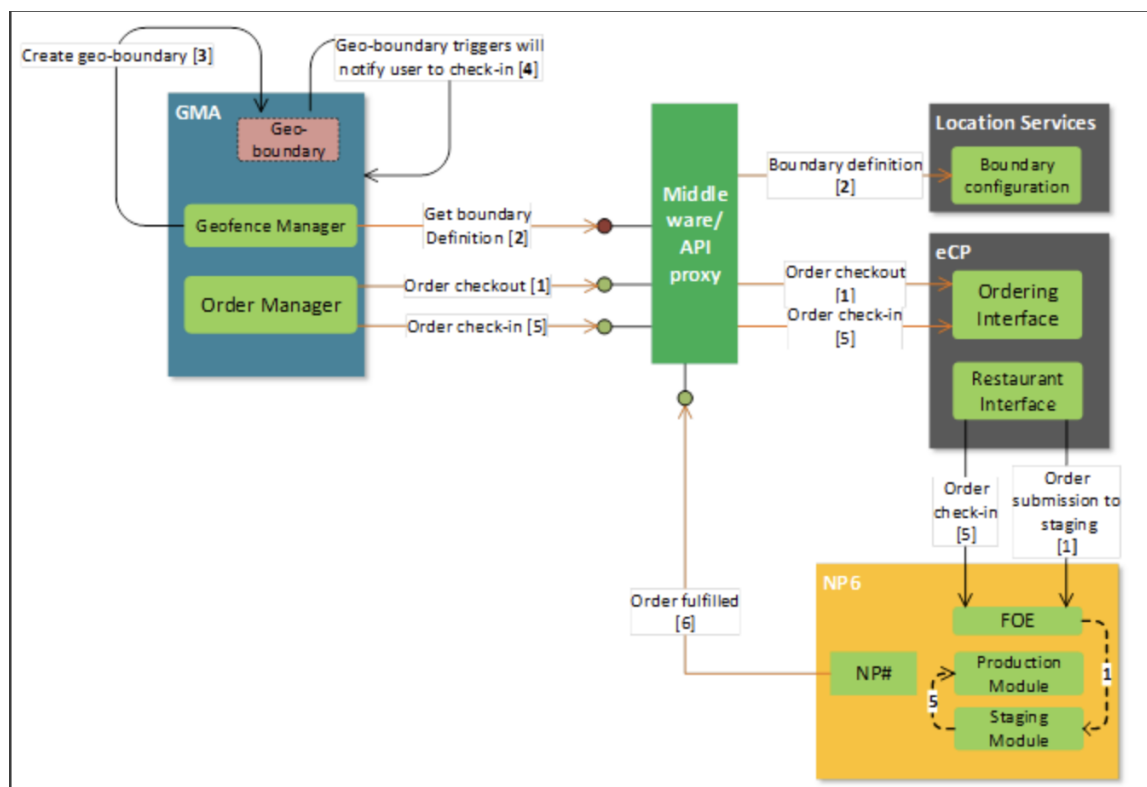 Create geo-boundary [3]
Geo-boundary triggers will
notify user to check-in [4]
GMA
Geo-
boundary
Geofence Manager
Order Manager
Get boundary
Definition [2]
Order checkout [1]
Order check-in [5]
Middle
ware/
API
proxy
Boundary definition
[2]
Order checkout
[1]
Order check-in
[5]
Location Services
Boundary
configuration
eCP
Ordering
Interface
Restaurant
Interface
Order
check-in
[5]
Order
submission to
staging
[1]
Order fulfilled
[6]
NP6
FOE
NP#
Production
Module
Staging
Module
1
5